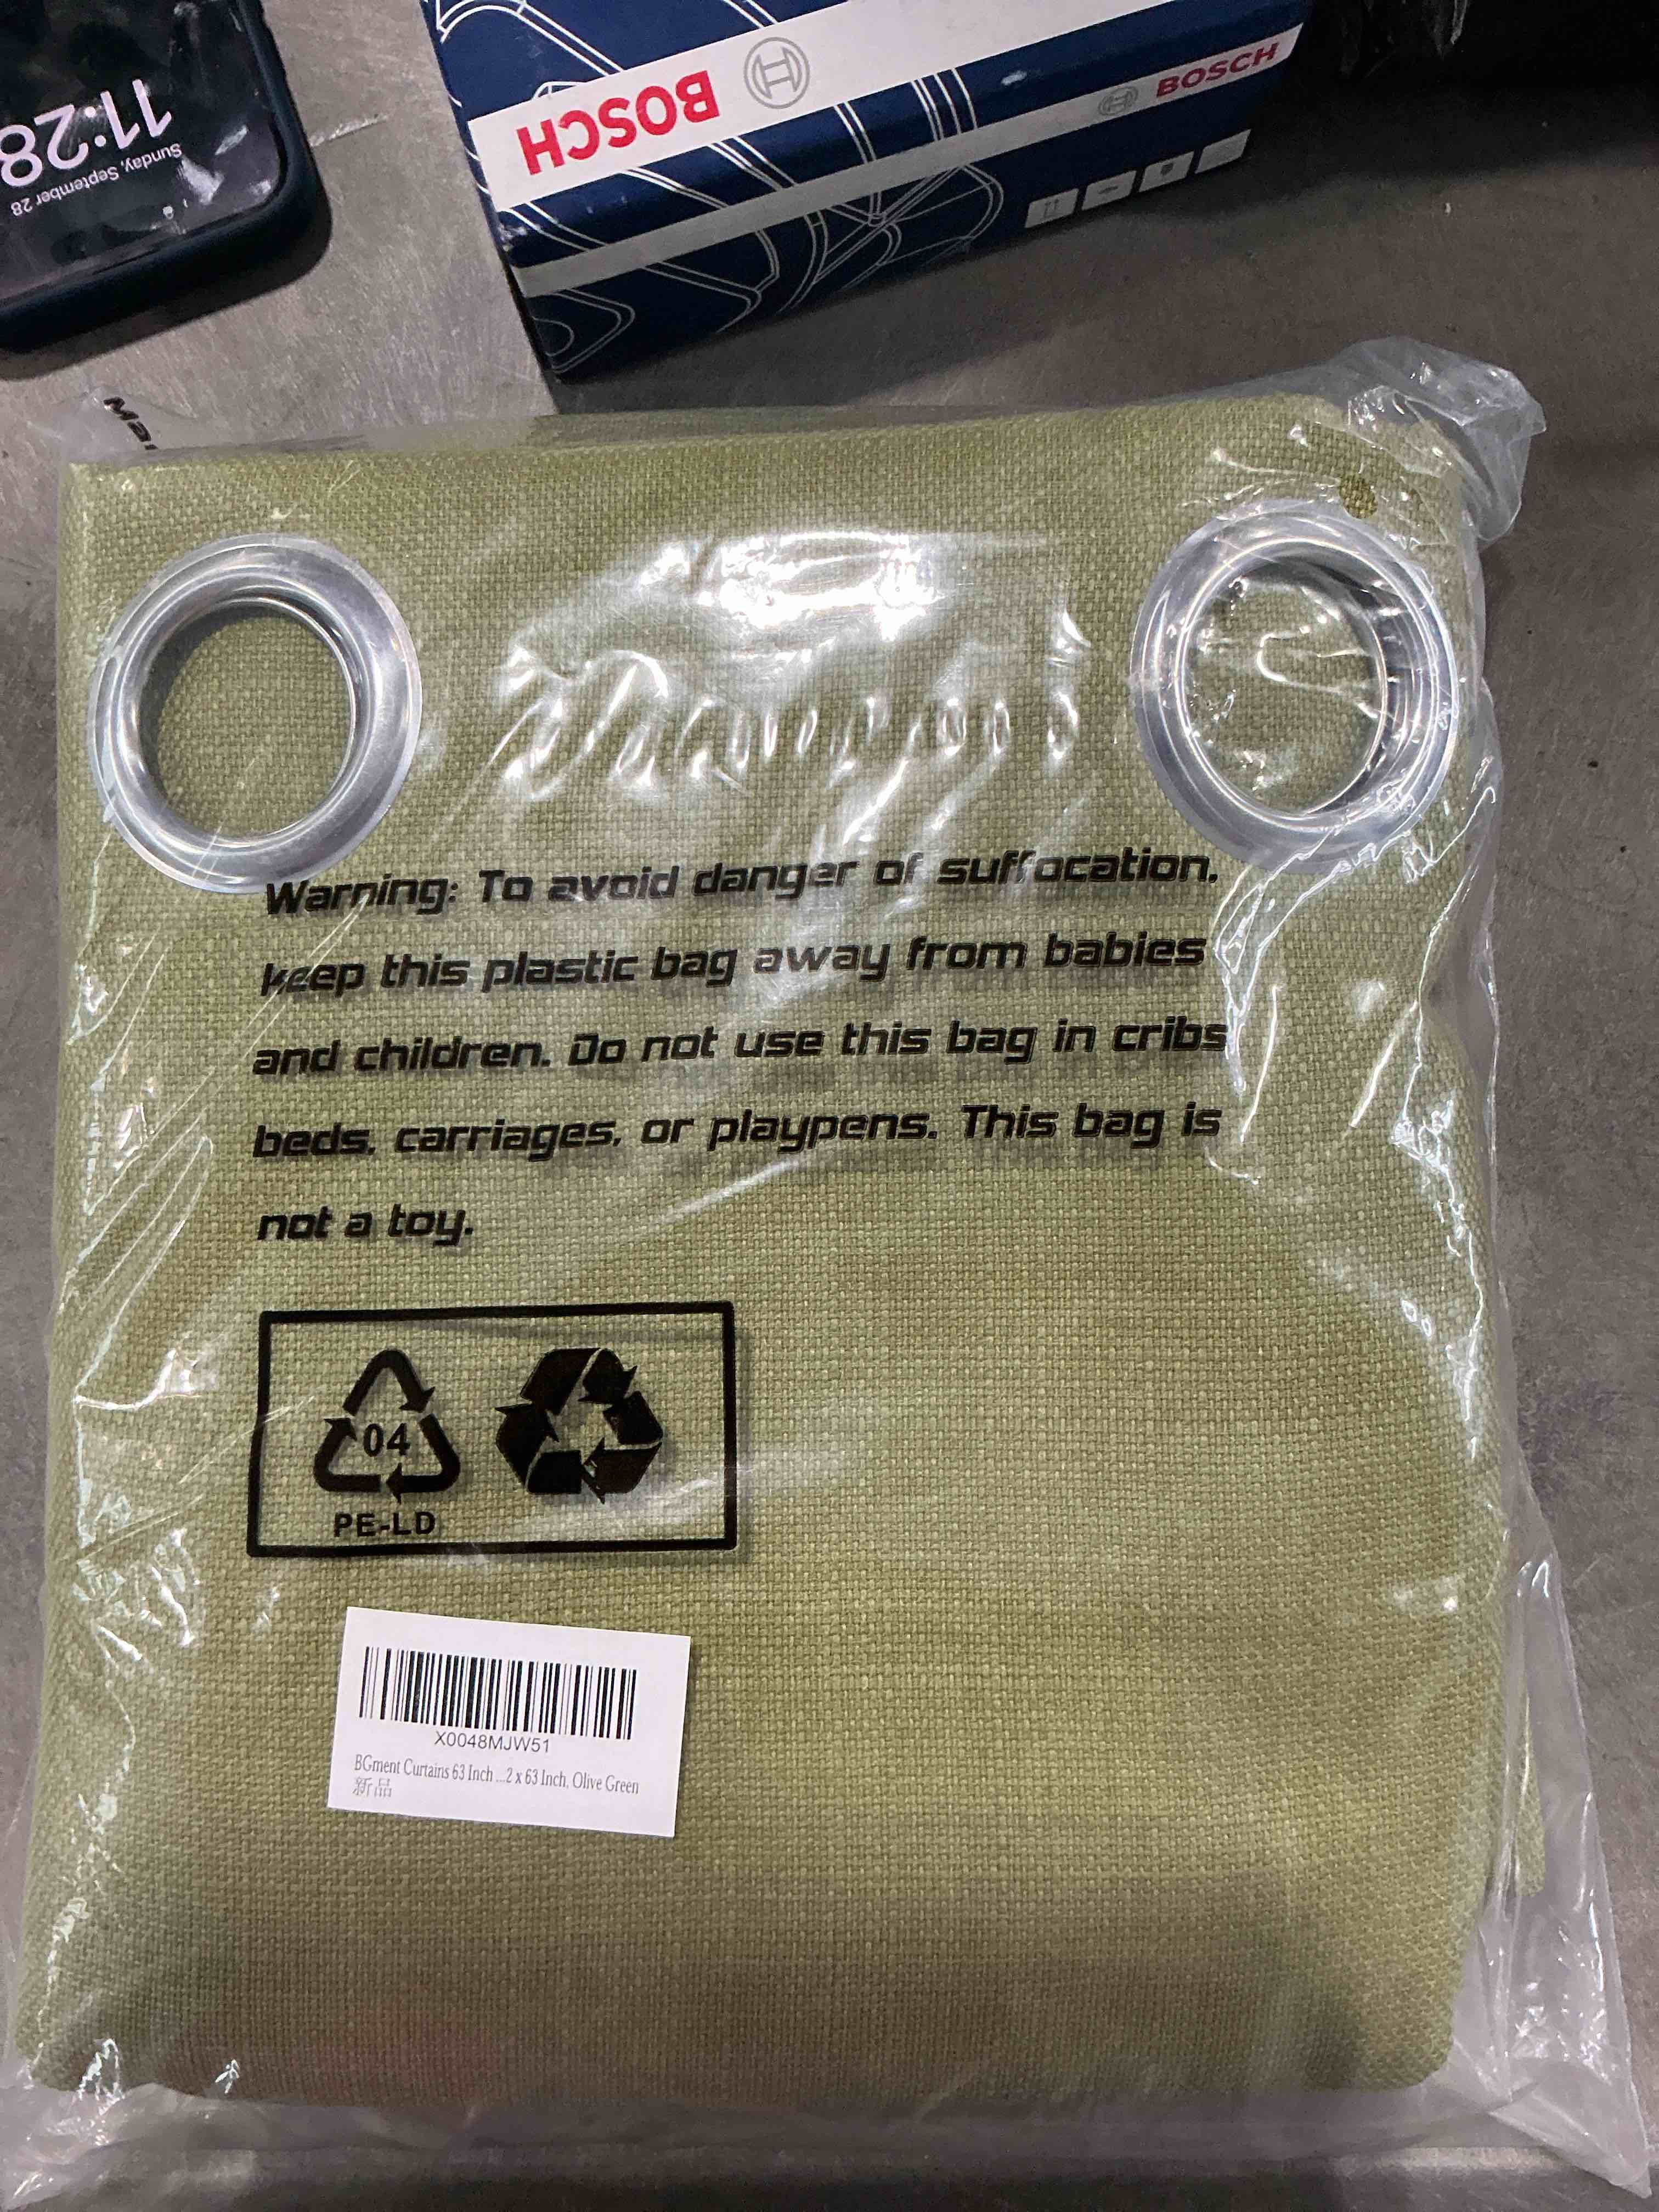 11:28
Sunday, September 28
BOSCH
BOSCH
Warning: To avoid danger of suffocation,
keep this plastic bag away from babies
and children. Do not use this bag in cribs
beds, carriages, or playpens. This bag is
not a toy.
04
PE-LD
X0048MJW51
BGment Curtains 63 Inch ...2 x 63 Inch, Olive Green
新品